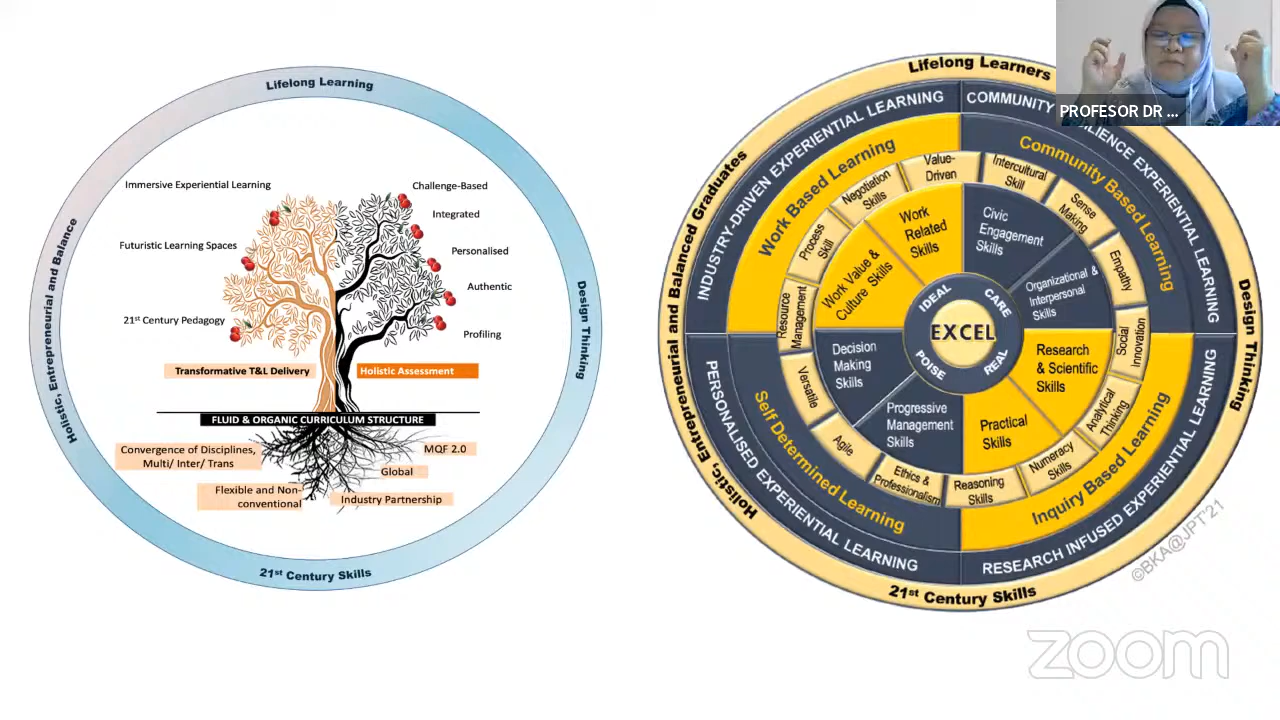 Lifelong Learning
Holistic, Entrepreneurial and Balance
Design Thinking
21st Century Skills
Immersive Experiential Learning
Futuristic Learning Spaces
21st Century Pedagogy
Challenge-Based
Integrated
Personalised
Authentic
Profiling
Transformative T&L Delivery
Holistic Assessment
FLUID & ORGANIC CURRICULUM STRUCTURE
Convergence of Disciplines,
Multi/ Inter/ Trans
MQF 2.0
Global
Flexible and Non-
conventional
Industry Partnership
Lifelong Learners
Holistic, Entrepreneurial and Balanced Graduates
Design Thinking
21st Century Skills
INDUSTRY-DRIVEN EXPERIENTIAL LEARNING
COMMUNITY
EXPERIENTIAL LEARNING
PERSONALISED EXPERIENTIAL LEARNING
RESEARCH INFUSED EXPERIENTIAL LEARNING
Work Based Learning
Community Based Learning
Self Determined Learning
Inquiry Based Learning
Resource
Management
Process
Skill
Negotiation
Skills
Value-
Driven
Intercultural
Skill
Sense
Making
Empathy
Social
Innovation
Analytical
Thinking
Numeracy
Skills
Reasoning
Skills
Ethics &
Professionalism
Agile
Versatile
Work
Related
Skills
Work Value &
Culture Skills
Civic
Engagement
Skills
Organizational &
Interpersonal
Skills
Research
& Scientific
Skills
Practical
Skills
Progressive
Management
Skills
Decision
Making
Skills
IDEAL
CARE
EXCEL
POISE
REAL
©BKA@JPT'21
PROFESOR DR ...
zoom